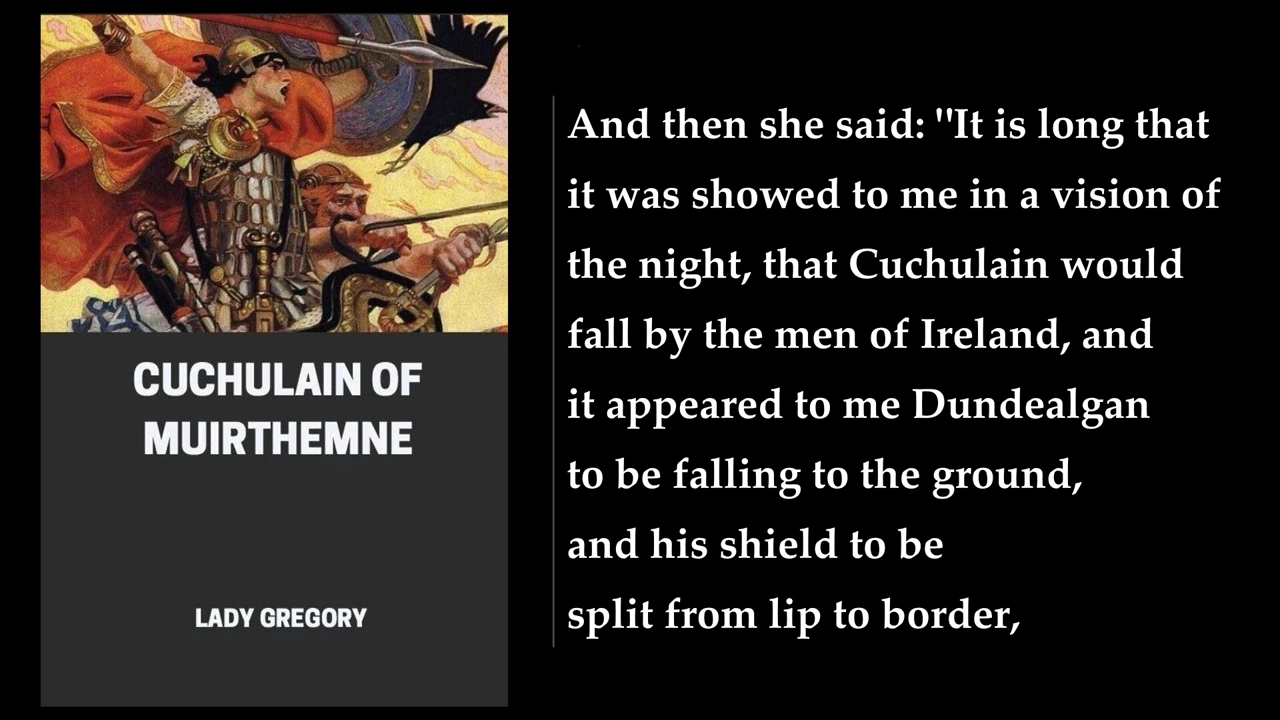 CUCHULAIN OF
MUIRTHEMNE
LADY GREGORY
And then she said: "It is long that
it was showed to me in a vision of
the night, that Cuchulain would
fall by the men of Ireland, and
it appeared to me Dundealgan
to be falling to the ground,
and his shield to be
split from lip to border,